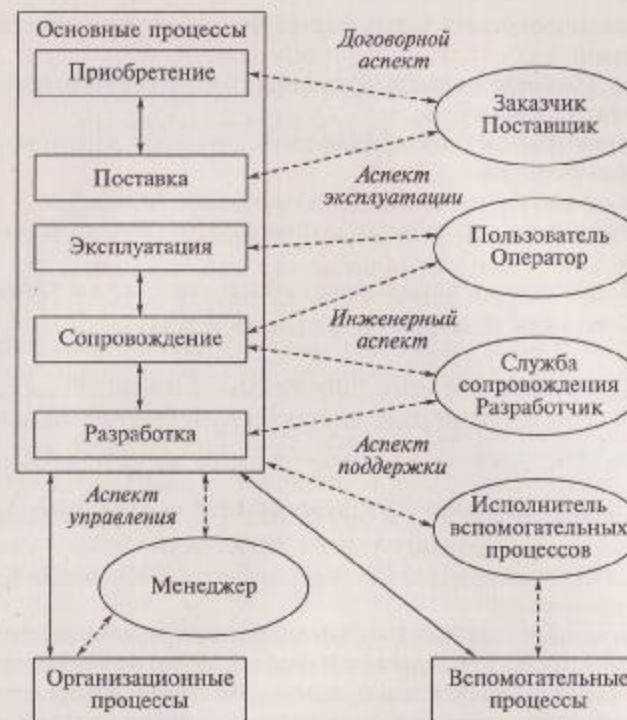 Основные процессы
Приобретение
Договорной
аспект
Заказчик
Поставщик
Поставка
Аспект
эксплуатации
Эксплуатация
Пользователь
Оператор
Сопровождение
Инженерный
аспект
Служба
сопровождения
Разработчик
Разработка
Аспект
поддержки
Аспект
управления
Исполнитель
вспомогательных
процессов
Менеджер
Организационные
процессы
Вспомогательные
процессы